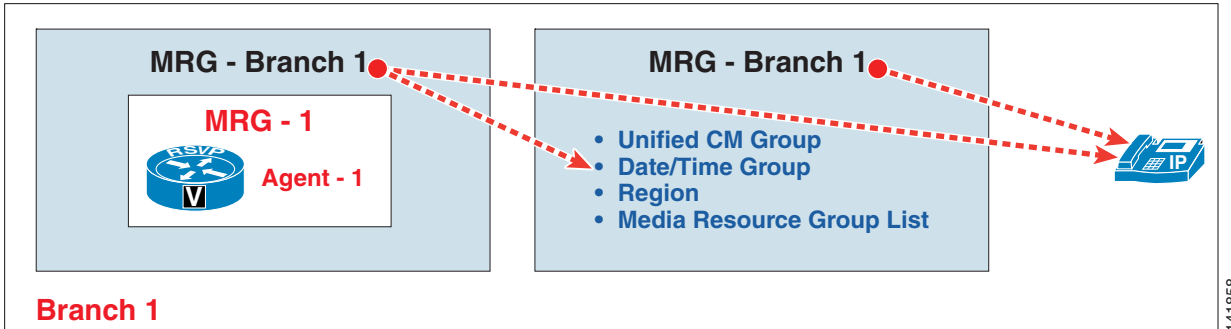 MRG - Branch 1
MRG - 1
RSVP
Agent - 1
V
MRG - Branch 1
• Unified CM Group
• Date/Time Group
• Region
• Media Resource Group List
IP
Branch 1